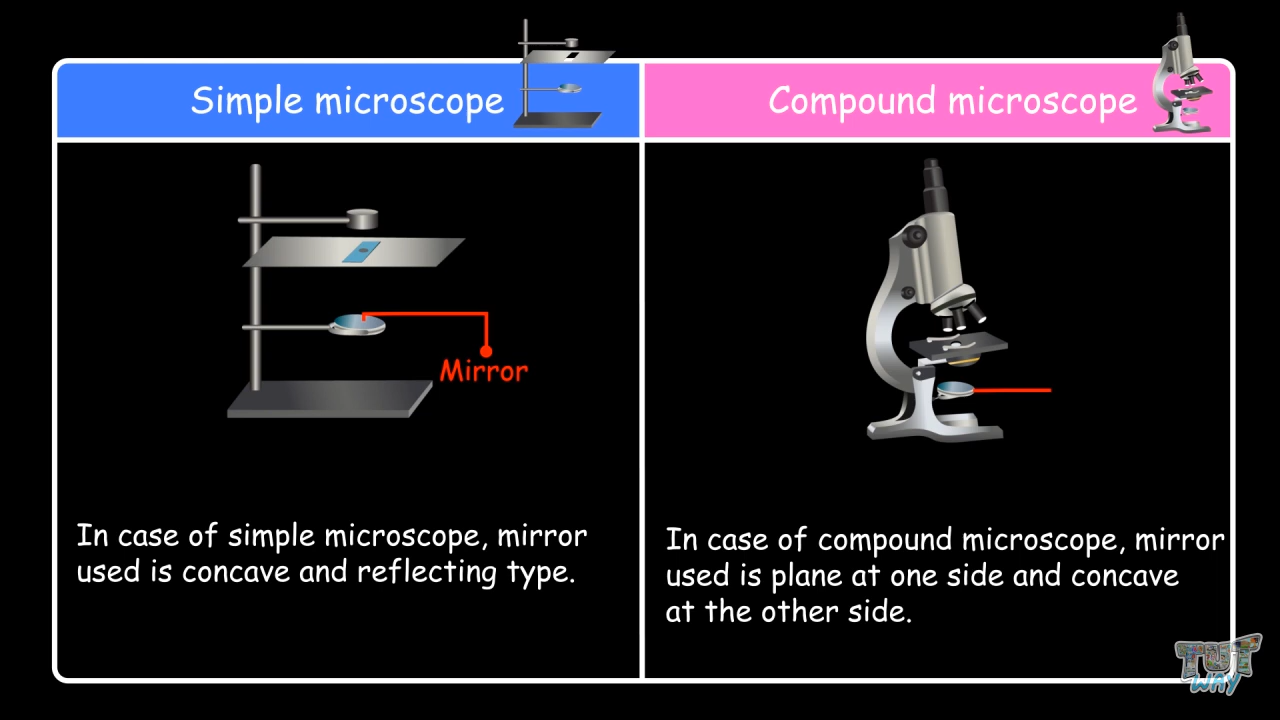 Simple microscope
Compound microscope
Mirror
In case of simple microscope, mirror
used is concave and reflecting type.
In case of compound microscope, mirror
used is plane at one side and concave
at the other side.
TUT
WAY